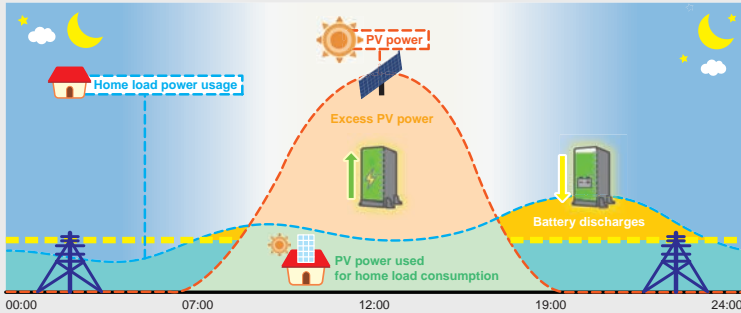 PV power
Home load power usage
Excess PV power
Battery discharges
PV power used
for home load consumption
00:00 07:00 12:00 19:00 24:00